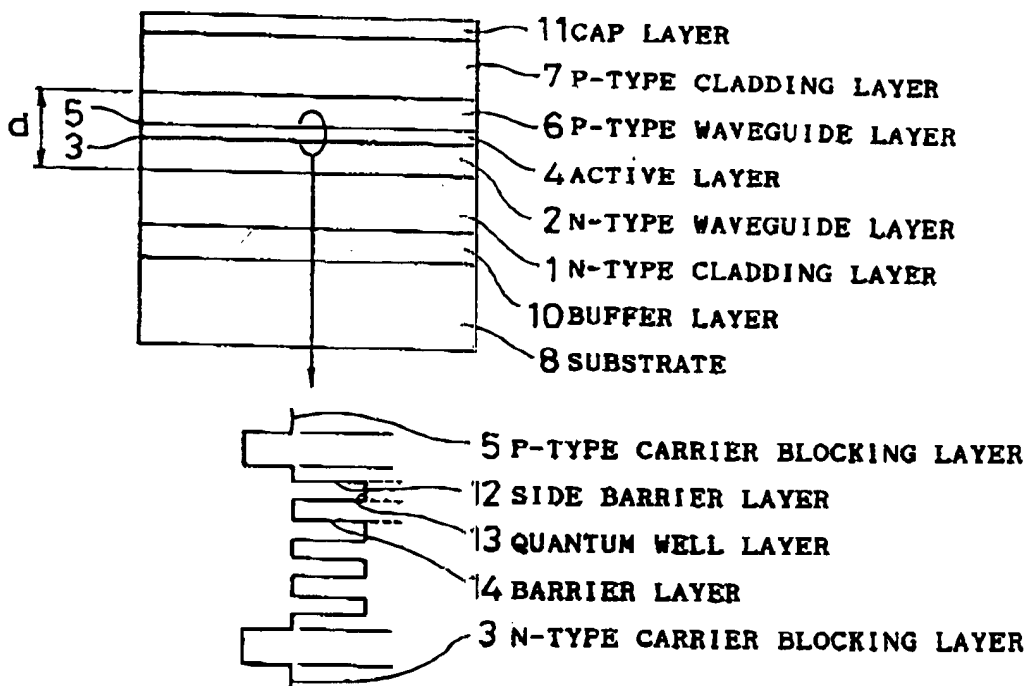 11 CAP LAYER
7 P-TYPE CLADDING LAYER
d
5
6 P-TYPE WAVEGUIDE LAYER
3
4 ACTIVE LAYER
2 N-TYPE WAVEGUIDE LAYER
1 N-TYPE CLADDING LAYER
10 BUFFER LAYER
8 SUBSTRATE
5 P-TYPE CARRIER BLOCKING LAYER
12 SIDE BARRIER LAYER
13 QUANTUM WELL LAYER
14 BARRIER LAYER
3 N-TYPE CARRIER BLOCKING LAYER